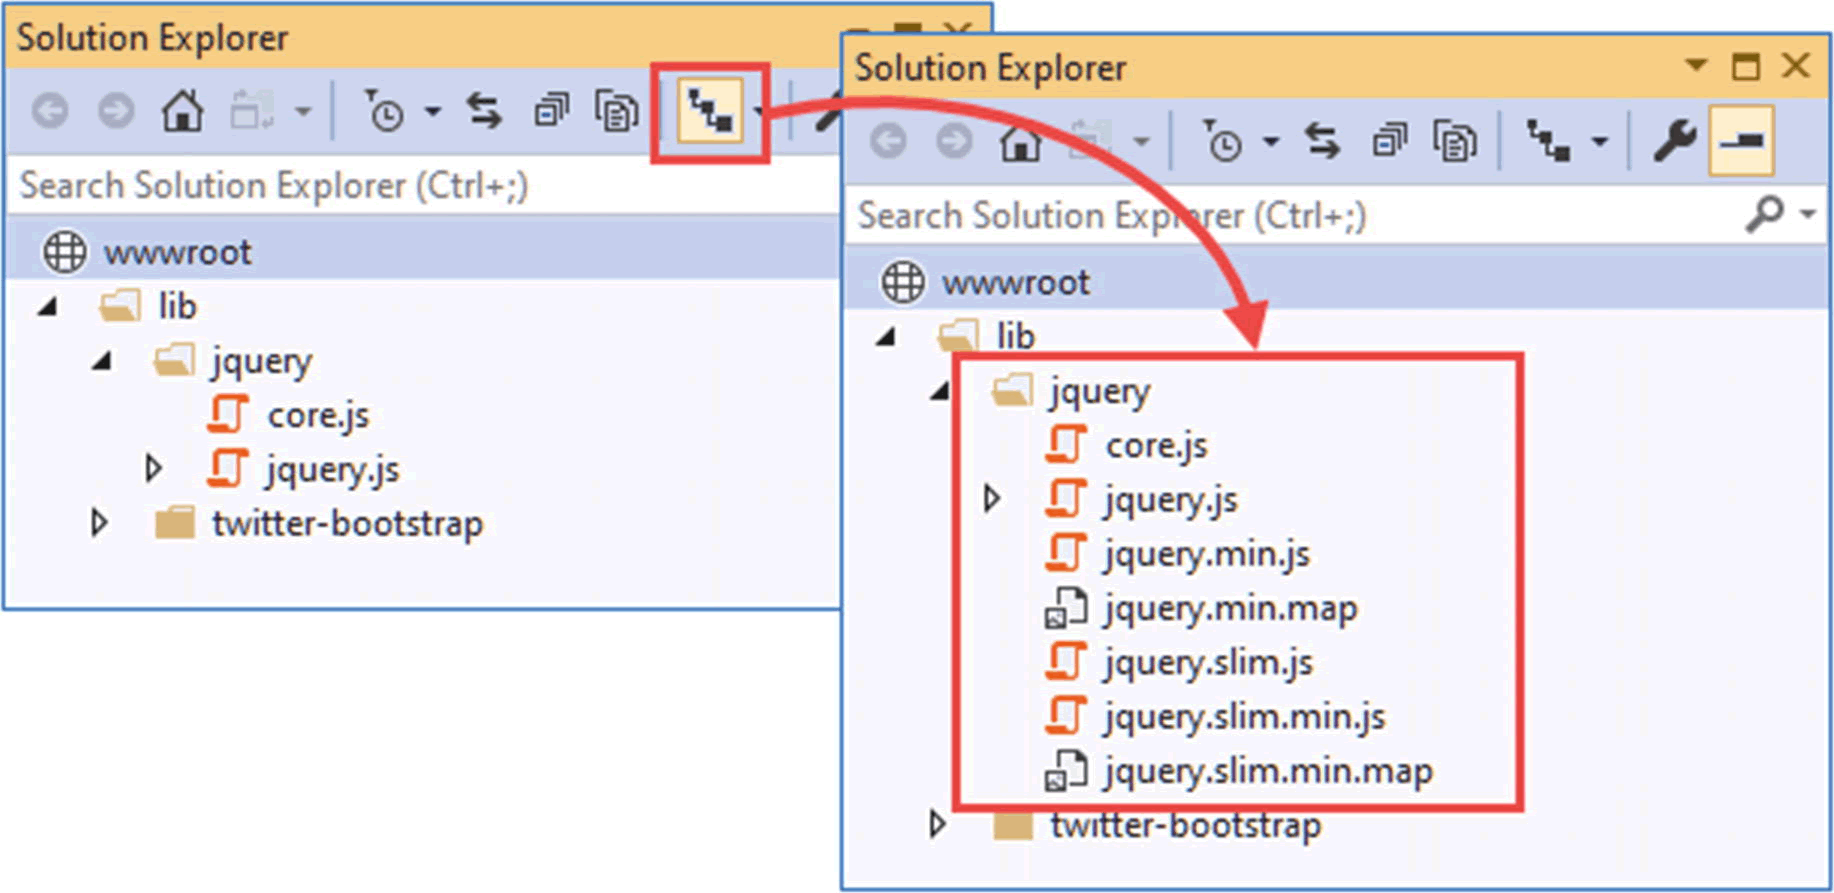 Solution Explorer
Search Solution Explorer (Ctrl+;)
wwwroot
lib
jquery
core.js
jquery.js
twitter-bootstrap
Solution Explorer
Search Solution Explorer (Ctrl+;)
wwwroot
lib
jquery
core.js
jquery.js
jquery.min.js
jquery.min.map
jquery.slim.js
jquery.slim.min.js
jquery.slim.min.map
twitter-bootstrap